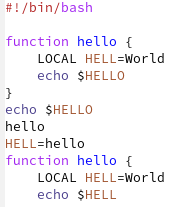 #!/bin/bash
function hello {
LOCAL HELL=World
echo $HELLO
}
echo $HELLO
hello
HELL=hello
function hello {
LOCAL HELL=World
echo $HELL